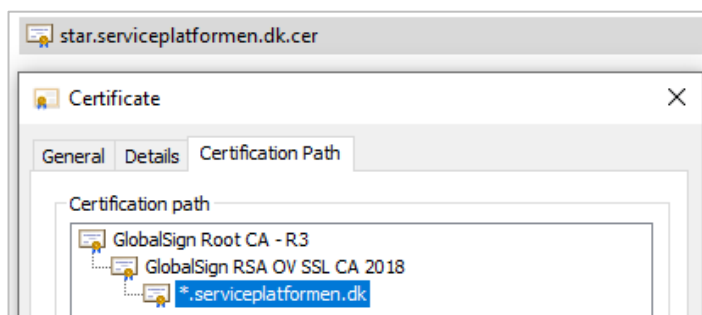 star.serviceplatformen.dk.cer
Certificate
General Details Certification Path
Certification path
GlobalSign Root CA - R3
GlobalSign RSA OV SSL CA 2018
*.serviceplatformen.dk